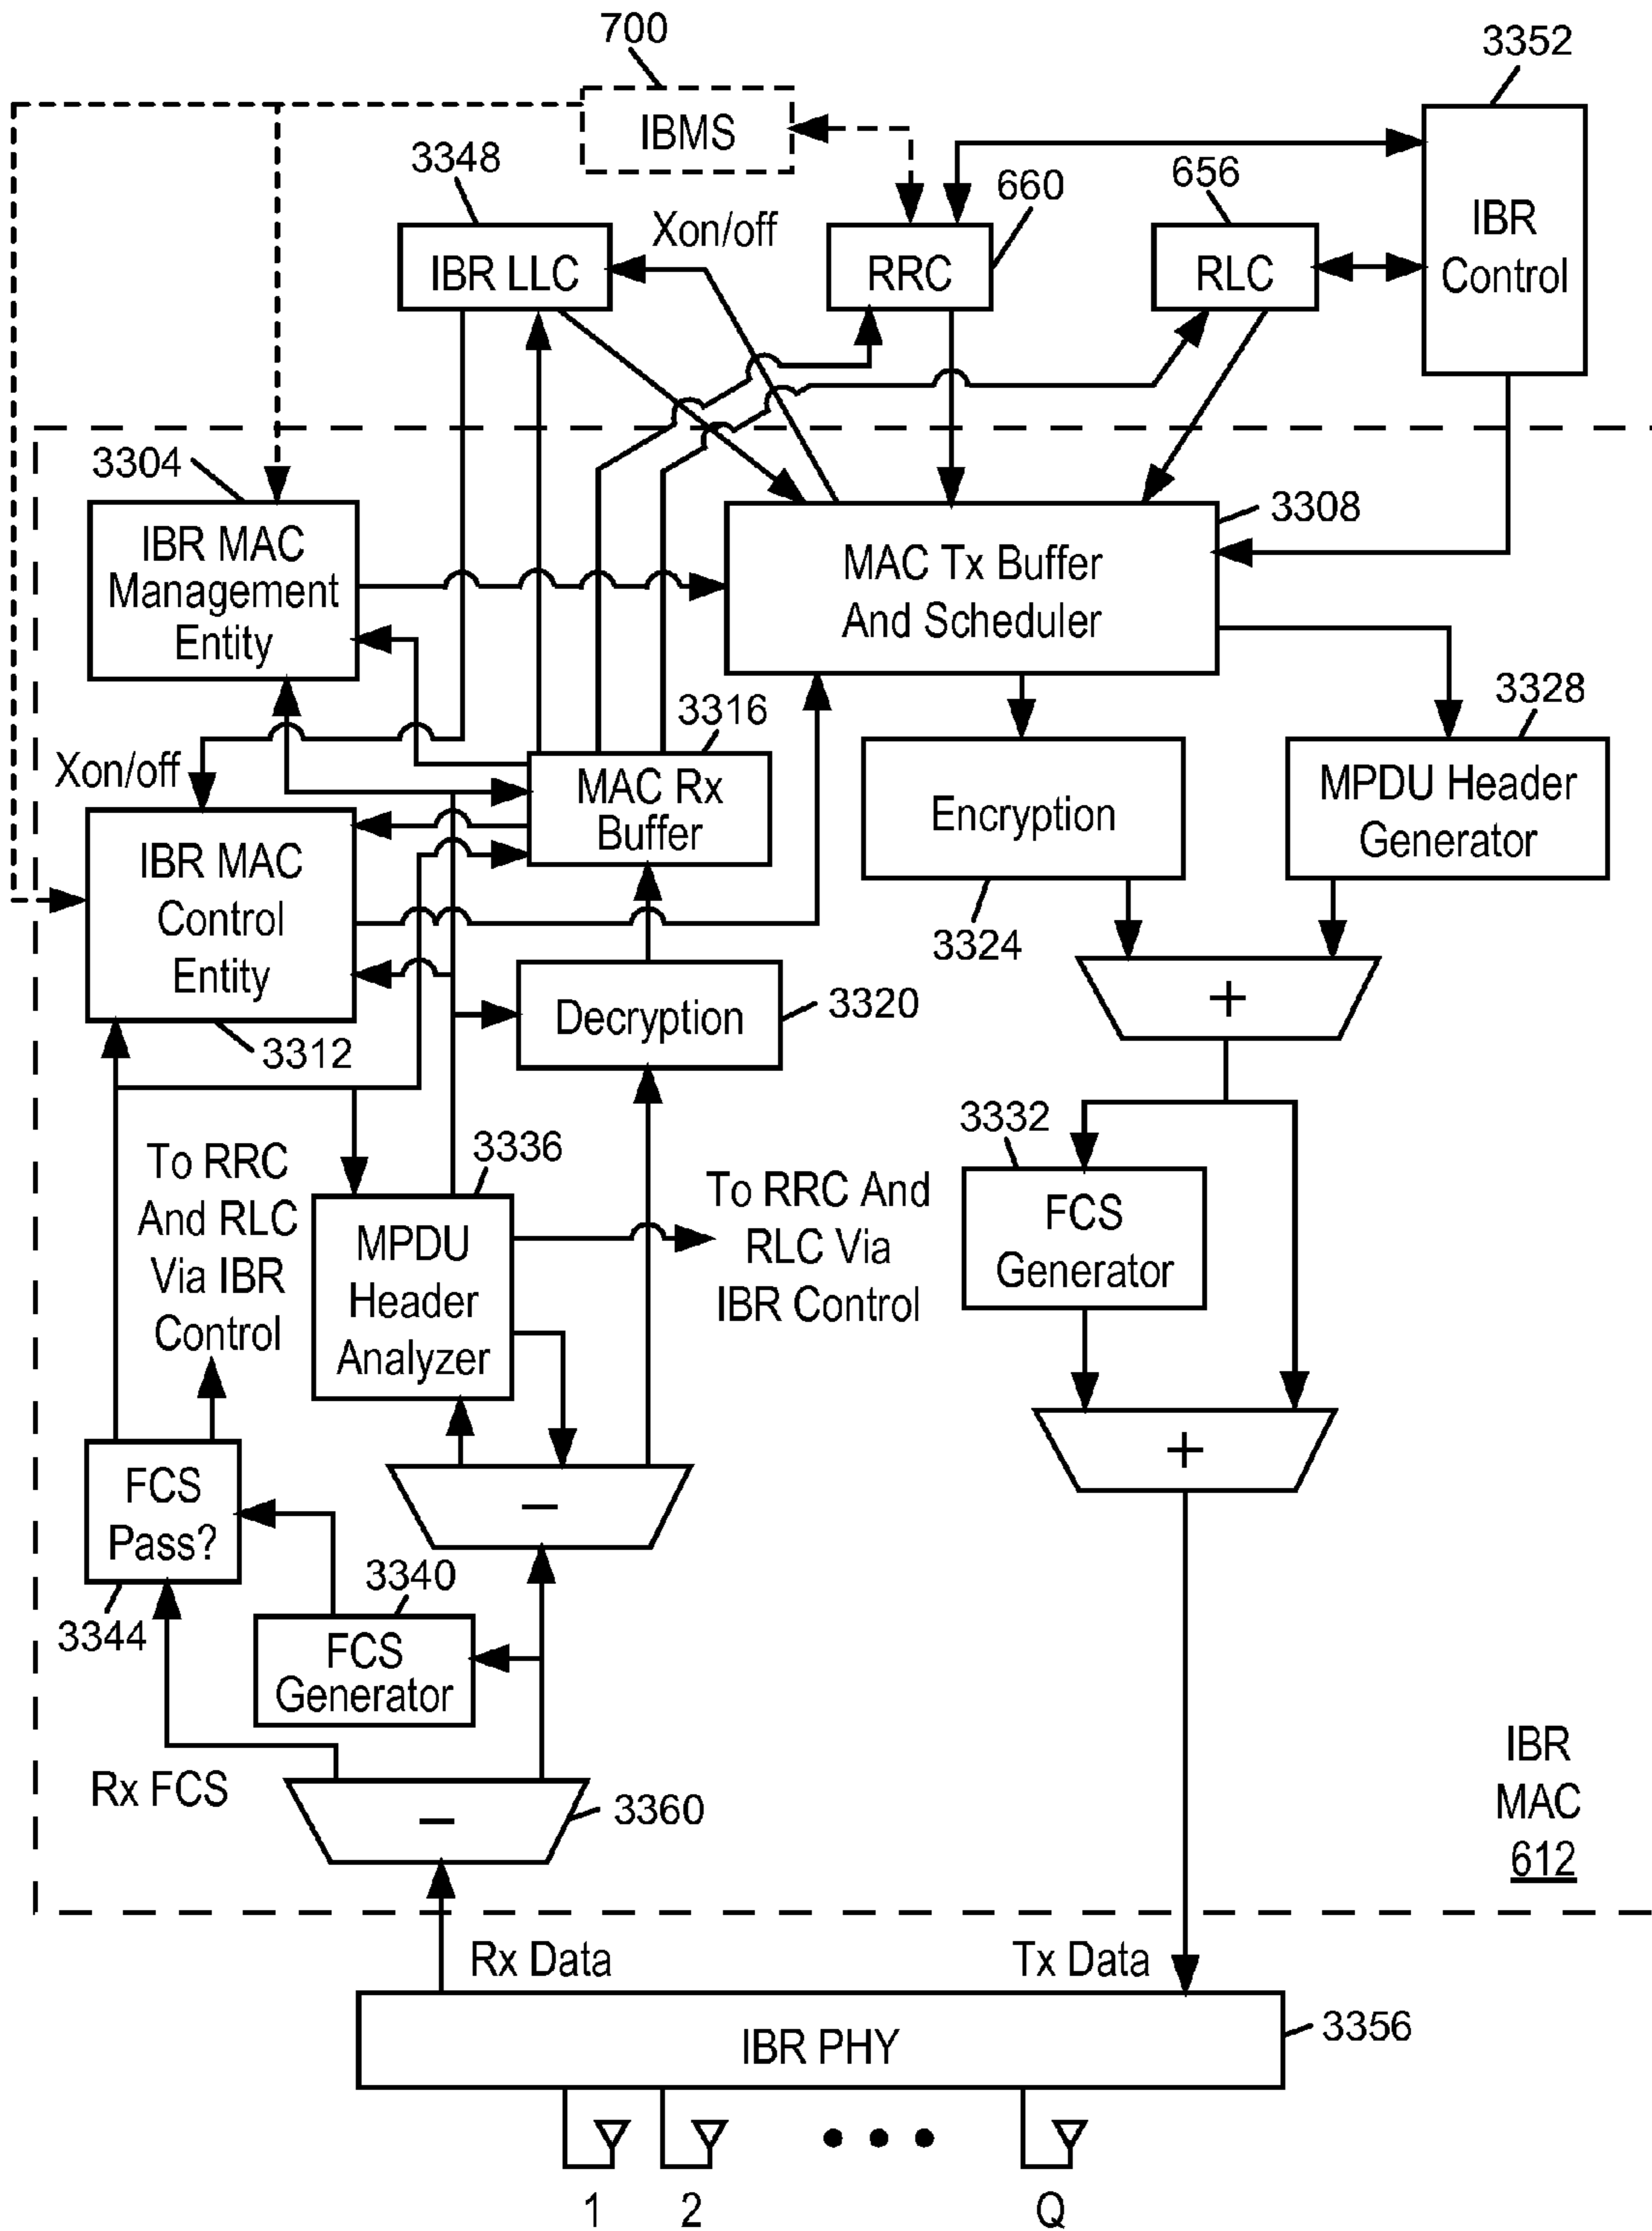 700
3352
IBMS
3348
660
656
IBR
Control
Xon/off
IBR LLC
RRC
RLC
3304
3308
IBR MAC
Management
Entity
MAC Tx Buffer
And Scheduler
3316
3328
Xon/off
MAC Rx
Buffer
Encryption
MPDU Header
Generator
IBR MAC
Control
Entity
3324
+
Decryption
3320
3312
3332
3336
To RRC
And RLC
Via IBR
Control
To RRC And
RLC Via
IBR Control
MPDU
Header
Analyzer
FCS
Generator
+
FCS
Pass?
−
3340
3344
FCS
Generator
Rx FCS
−
3360
IBR
MAC
612
Rx Data
Tx Data
IBR PHY
3356
1
2
Q